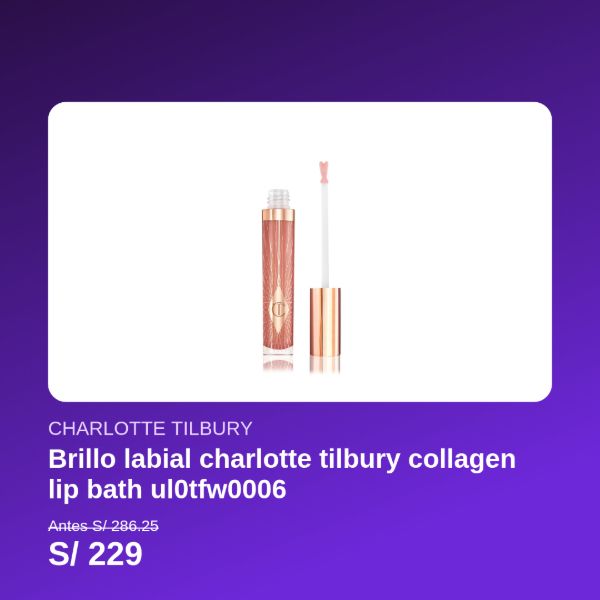 CHARLOTTE TILBURY
Brillo labial charlotte tilbury collagen
lip bath ul0tfw0006
Antes S/ 286.25
S/ 229